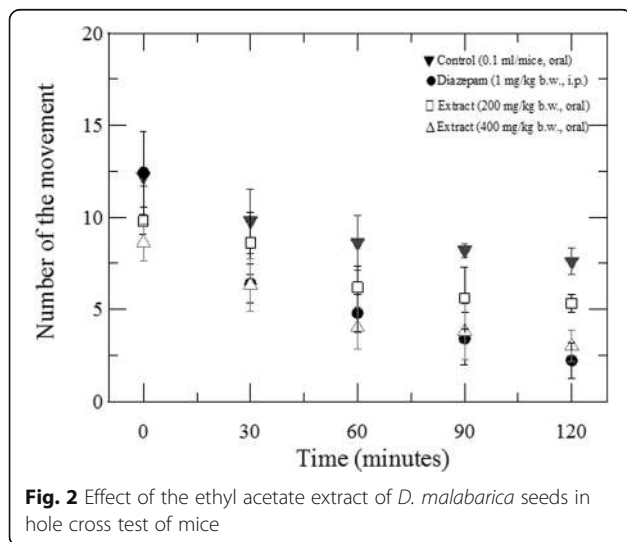 20
15
10
5
0
Number of the movement
▼ Control (0.1 ml/mice, oral)
● Diazepam (1 mg/kg b.w., i.p.)
□ Extract (200 mg/kg b.w., oral)
△ Extract (400 mg/kg b.w., oral)
0 30 60 90 120
Time (minutes)
Fig. 2 Effect of the ethyl acetate extract of D. malabarica seeds in
hole cross test of mice